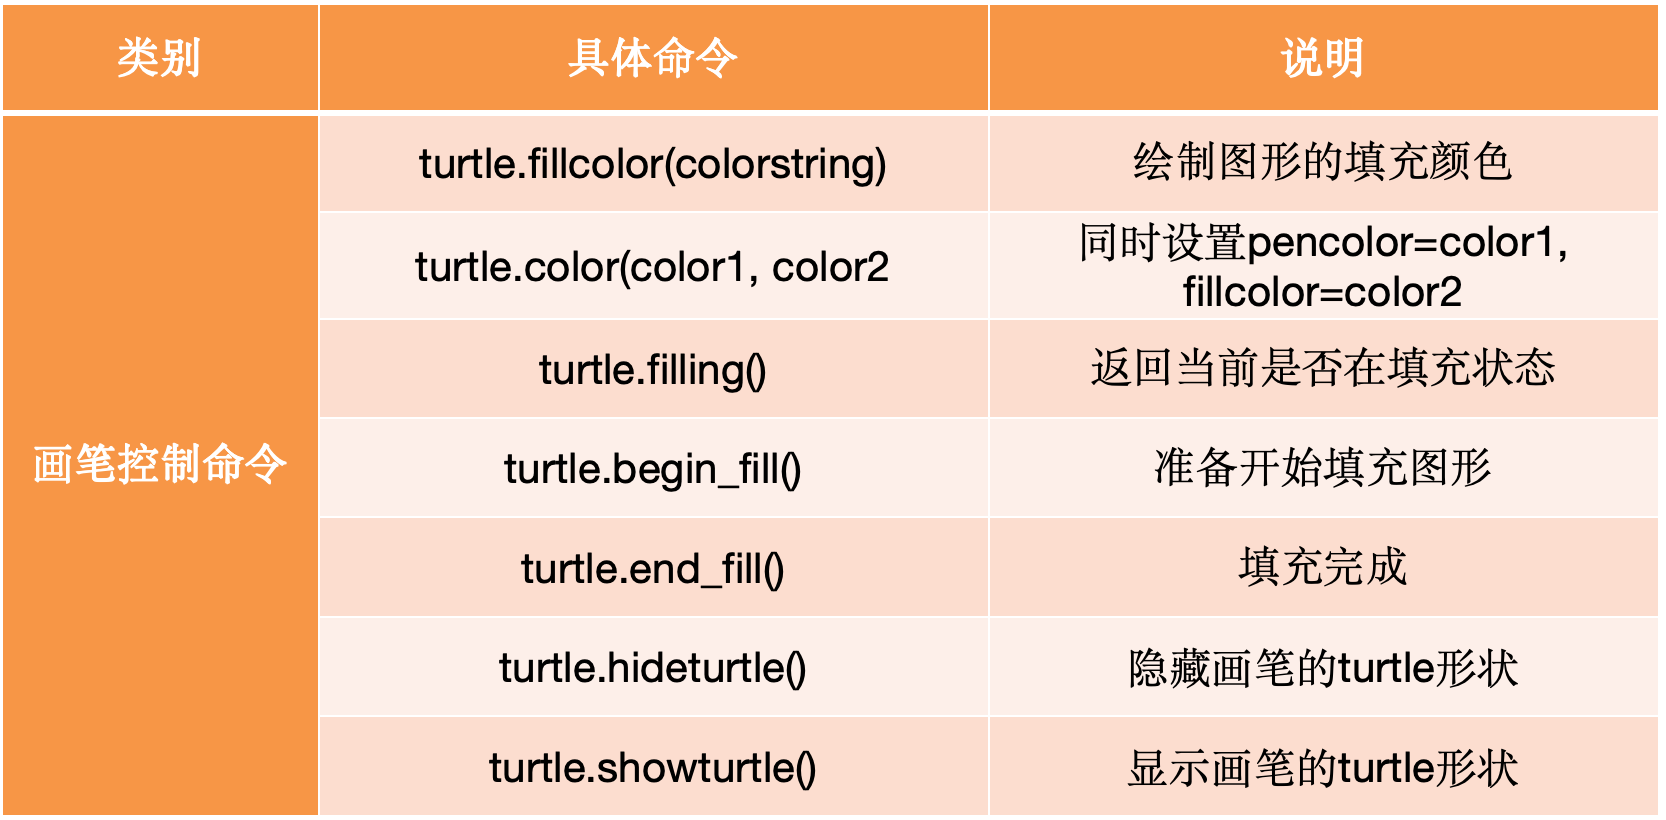 类别 具体命令 说明
画笔控制命令
turtle.fillcolor(colorstring) 绘制图形的填充颜色
turtle.color(color1, color2 同时设置pencolor=color1,
fillcolor=color2
turtle.filling() 返回当前是否在填充状态
turtle.begin_fill() 准备开始填充图形
turtle.end_fill() 填充完成
turtle.hideturtle() 隐藏画笔的turtle形状
turtle.showturtle() 显示画笔的turtle形状